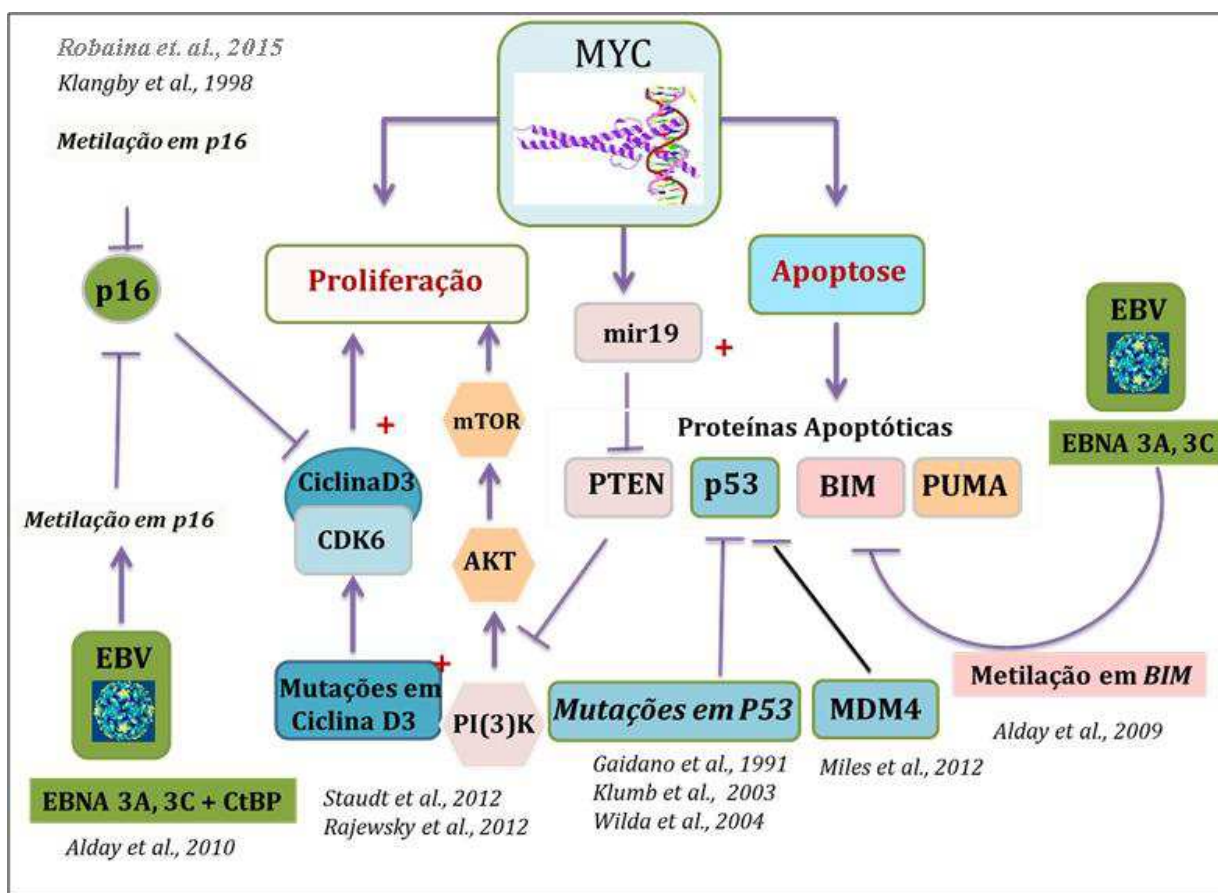 Robaina et. al., 2015
Klangby et al., 1998
Metilação em p16
MYC
p16
Proliferação
mir19
+
Apoptose
EBV
EBNA 3A, 3C
mTOR
+
CiclinaD3
CDK6
AKT
Proteínas Apoptóticas
PTEN
p53
BIM
PUMA
Metilação em p16
EBV
EBNA 3A, 3C + CtBP
Alday et al., 2010
Mutações em
Ciclina D3
+
PI(3)K
Staudt et al., 2012
Rajewsky et al., 2012
Mutações em P53
Gaidano et al., 1991
Klumb et al., 2003
Wilda et al., 2004
MDM4
Miles et al., 2012
Metilação em BIM
Alday et al., 2009